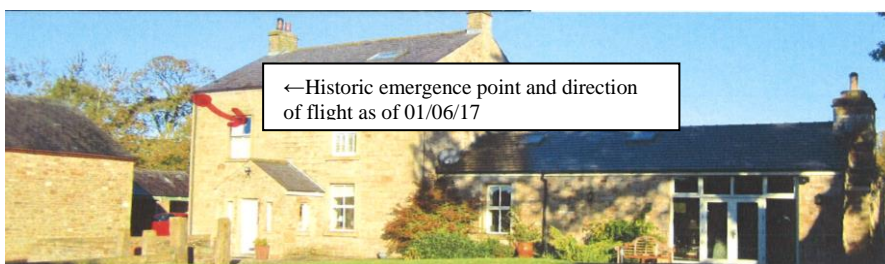 ←Historic emergence point and direction
of flight as of 01/06/17